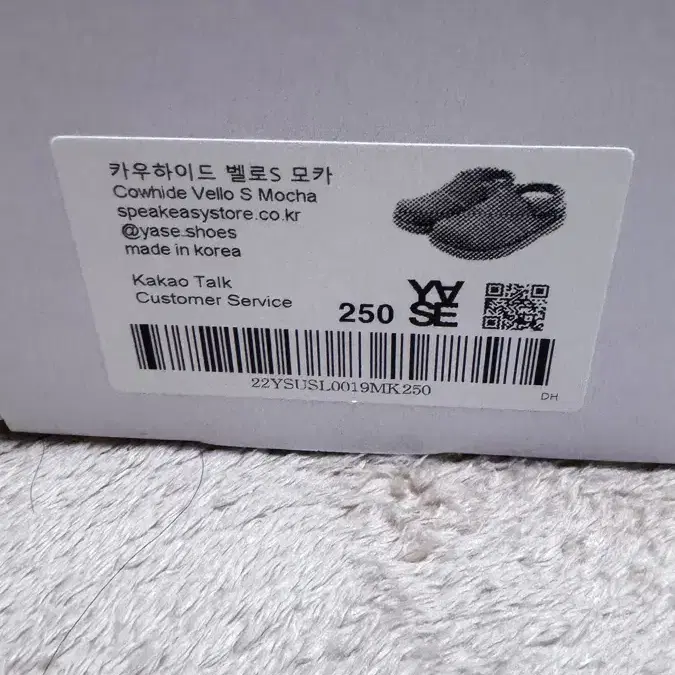 카우하이드 벨로S 모카
Cowhide Vello S Mocha
speakeasystore.co.kr
@yase.shoes
made in korea
Kakao Talk
Customer Service
250
YA
SE
22YSUSL0019MK250
DH